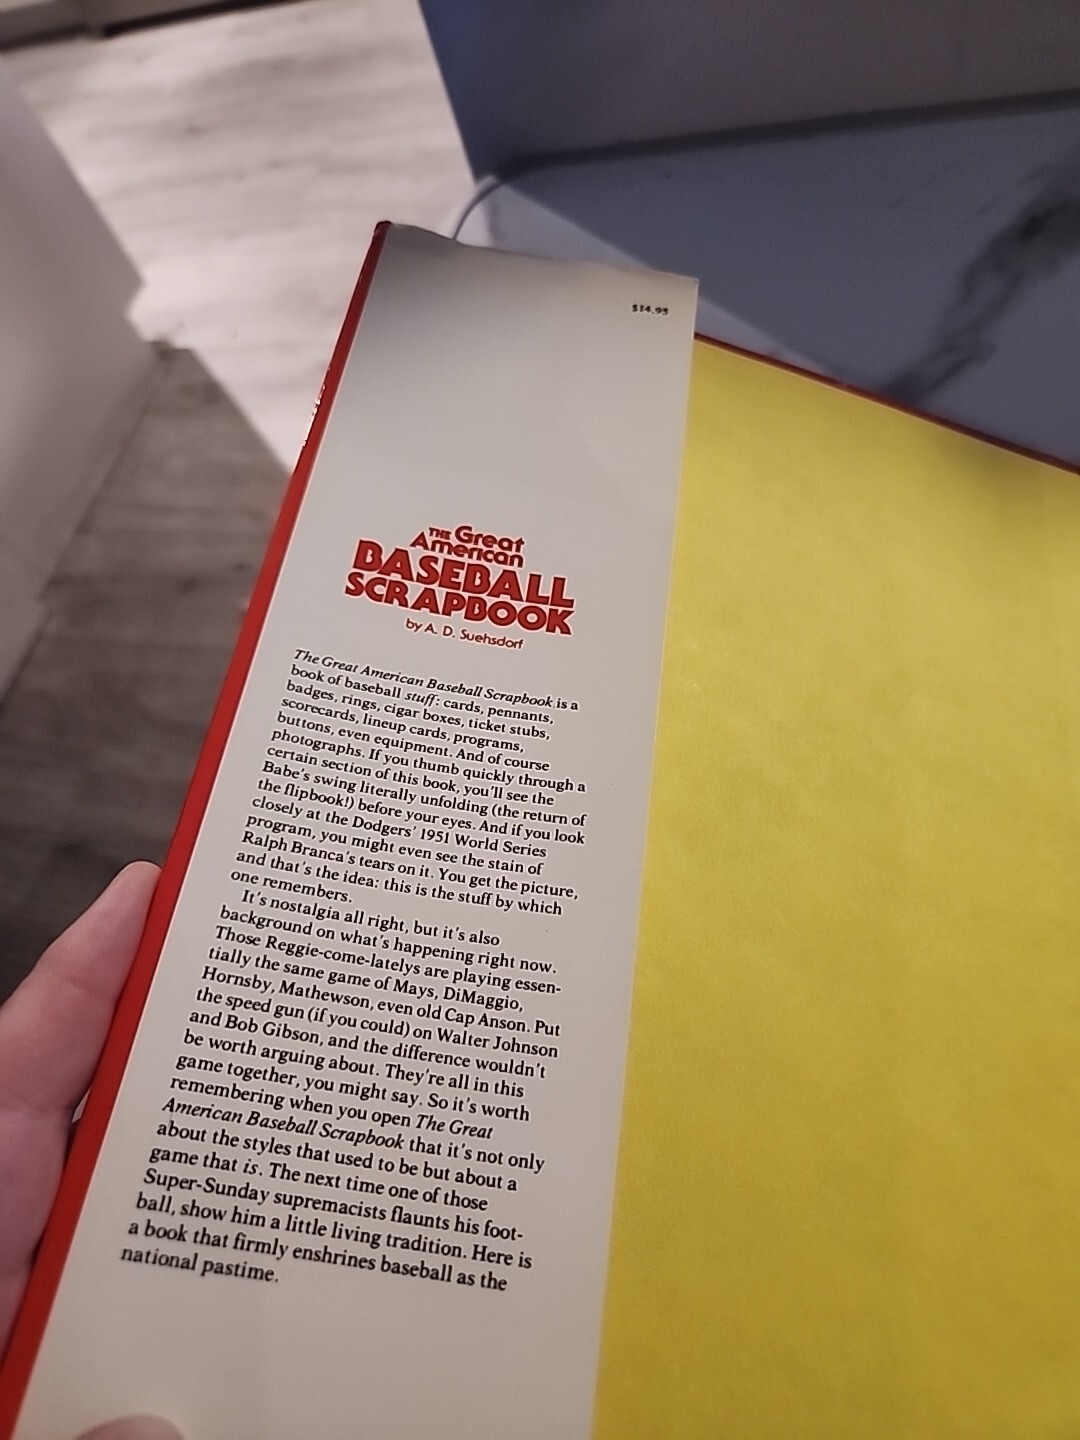 $14.95
THE Great
American
BASEBALL
SCRAPBOOK
by A. D. Suehsdorf
The Great American Baseball Scrapbook is a
book of baseball stuff: cards, pennants,
badges, rings, cigar boxes, ticket stubs,
scorecards, lineup cards, programs,
buttons, even equipment. And of course
photographs. If you thumb quickly through a
certain section of this book, you'll see the
Babe's swing literally unfolding (the return of
the flipbook!) before your eyes. And if you look
closely at the Dodgers' 1951 World Series
program, you might even see the stain of
Ralph Branca's tears on it. You get the picture,
and that's the idea: this is the stuff by which
one remembers.
It's nostalgia all right, but it's also
background on what's happening right now.
Those Reggie-come-latelys are playing essen-
tially the same game of Mays, DiMaggio,
Hornsby, Mathewson, even old Cap Anson. Put
the speed gun (if you could) on Walter Johnson
and Bob Gibson, and the difference wouldn't
be worth arguing about. They're all in this
game together, you might say. So it's worth
remembering when you open The Great
American Baseball Scrapbook that it's not only
about the styles that used to be but about a
game that is. The next time one of those
Super-Sunday supremacists flaunts his foot-
ball, show him a little living tradition. Here is
a book that firmly enshrines baseball as the
national pastime.